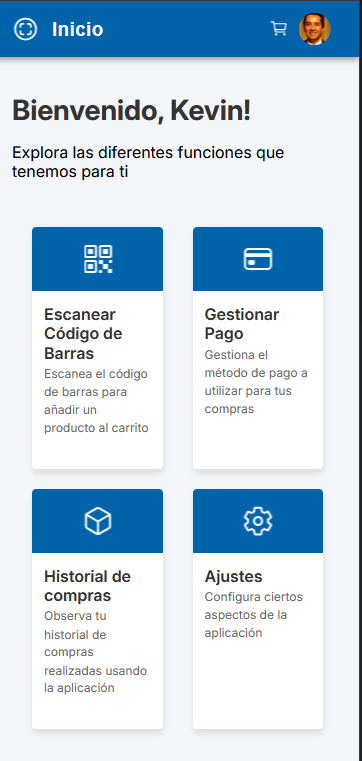 Inicio
Bienvenido, Kevin!
Explora las diferentes funciones que
tenemos para ti
Escanear
Código de
Barras
Escanea el código
de barras para
añadir un
producto al carrito
Gestionar
Pago
Gestiona el
método de pago a
utilizar para tus
compras
Historial de
compras
Observa tu
historial de
compras
realizadas usando
la aplicación
Ajustes
Configura ciertos
aspectos de la
aplicación